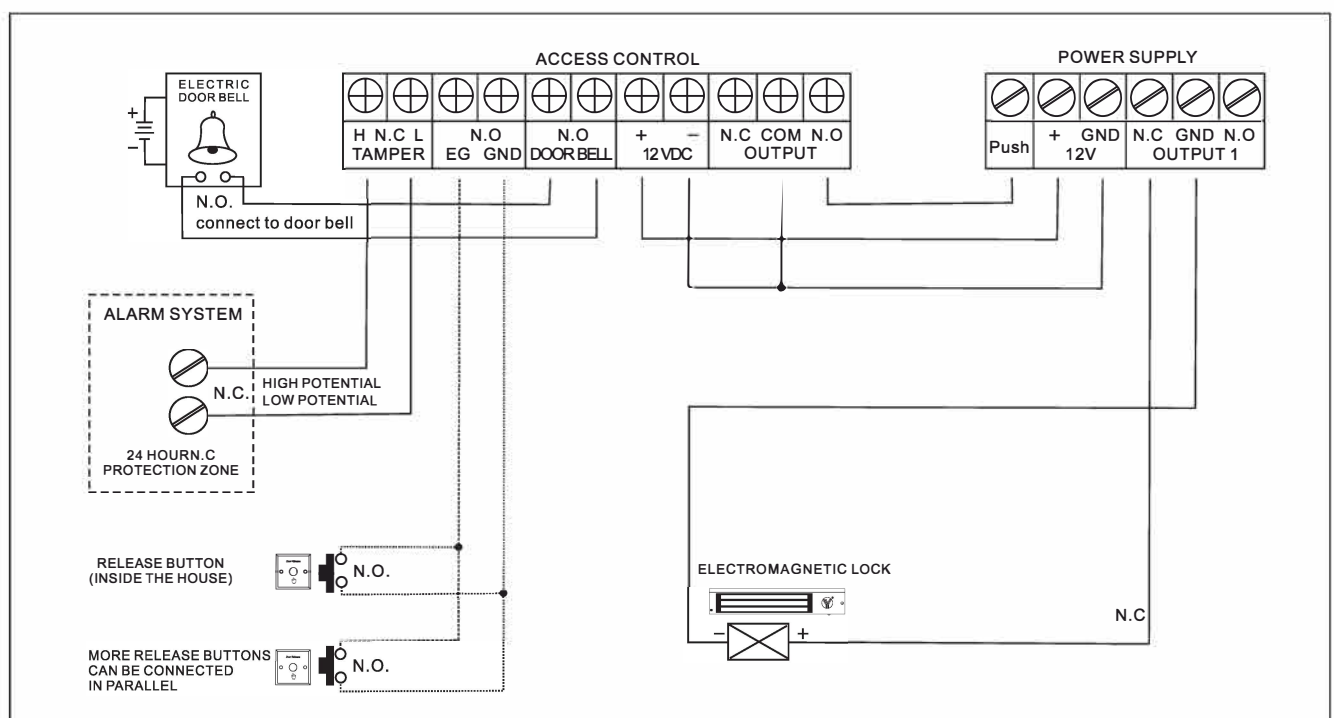 ACCESS CONTROL
POWER SUPPLY
ELECTRIC
DOOR BELL
+
−
N.O.
connect to door bell
H N.C L
TAMPER
N.O
EG GND
N.O
DOOR BELL
+ −
12 VDC
N.C COM N.O
OUTPUT
Push
+ GND
12V
N.C GND N.O
OUTPUT 1
ALARM SYSTEM
N.C.
HIGH POTENTIAL
LOW POTENTIAL
24 HOURN.C
PROTECTION ZONE
RELEASE BUTTON
(INSIDE THE HOUSE)
N.O.
MORE RELEASE BUTTONS
CAN BE CONNECTED
IN PARALLEL
N.O.
ELECTROMAGNETIC LOCK
− +
N.C